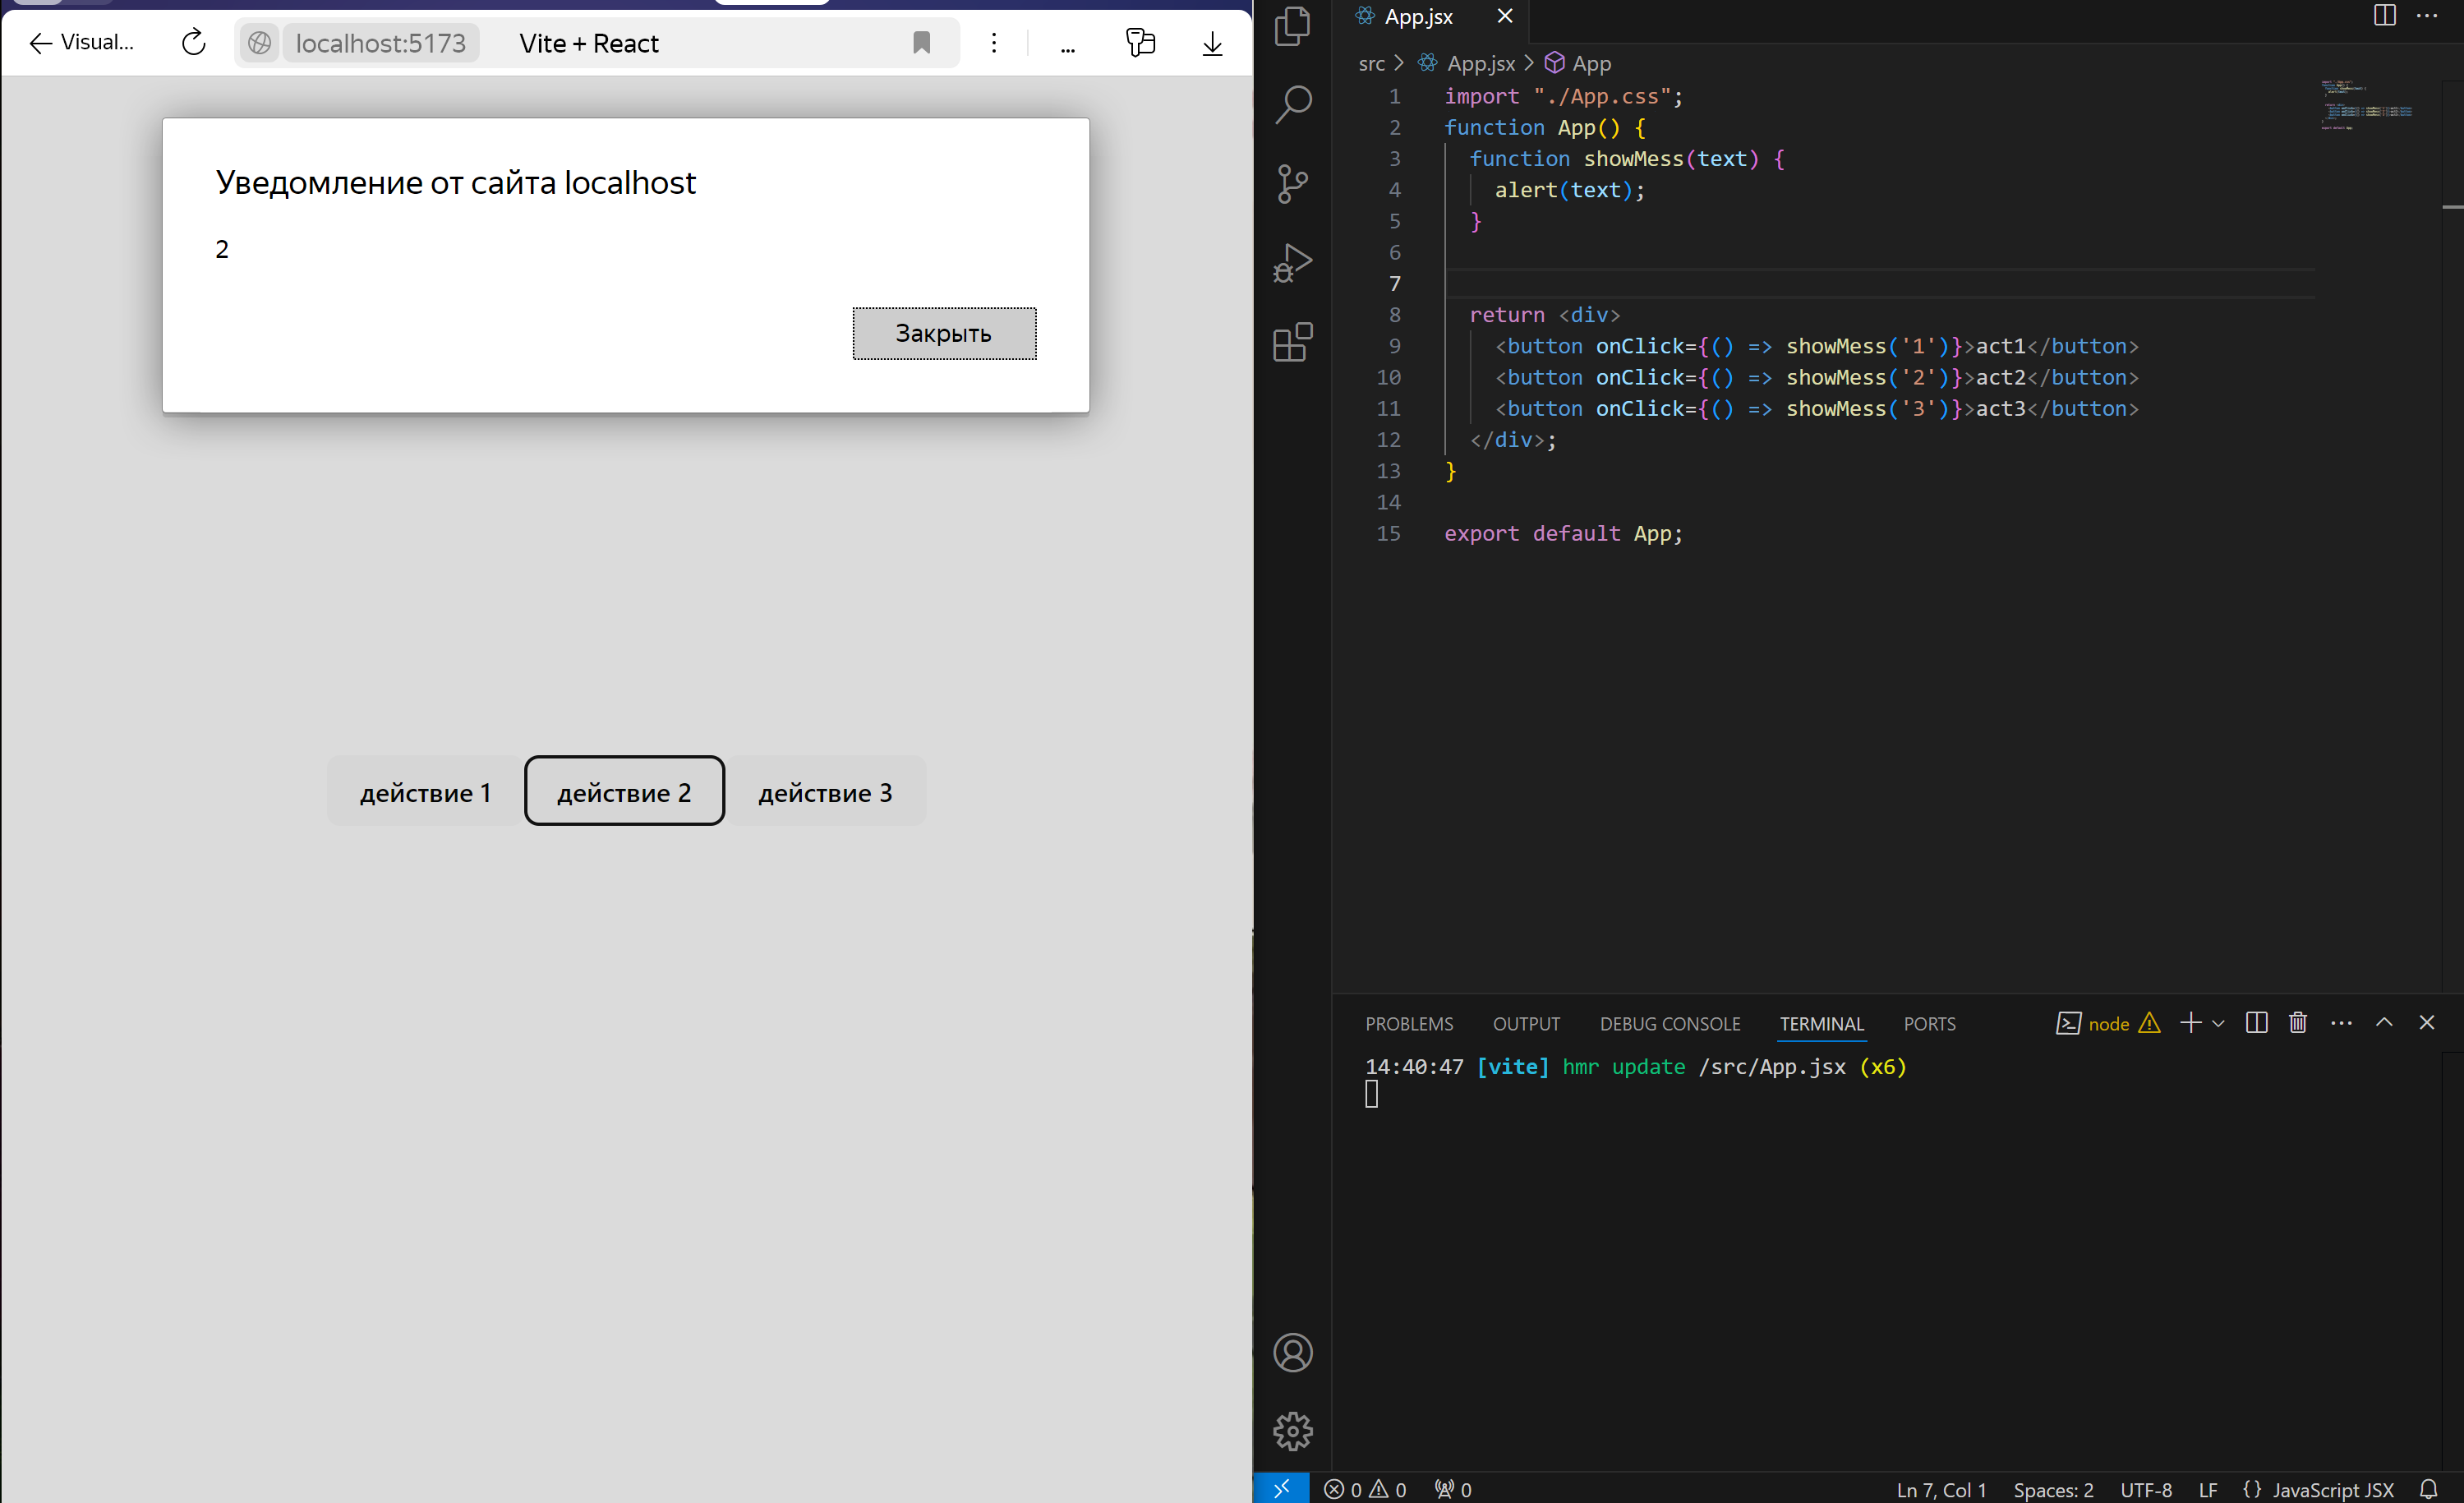 Visual...
localhost:5173
Vite + React
Уведомление от сайта localhost
2
Закрыть
действие 1
действие 2
действие 3
App.jsx
src > App.jsx > App
1 import "./App.css";
2 function App() {
3 function showMess(text) {
4 alert(text);
5 }
6
7
8 return <div>
9 <button onClick={() => showMess('1')}>act1</button>
10 <button onClick={() => showMess('2')}>act2</button>
11 <button onClick={() => showMess('3')}>act3</button>
12 </div>;
13 }
14
15 export default App;
PROBLEMS OUTPUT DEBUG CONSOLE TERMINAL PORTS
node
14:40:47 [vite] hmr update /src/App.jsx (x6)
0 0 0
Ln 7, Col 1 Spaces: 2 UTF-8 LF {} JavaScript JSX